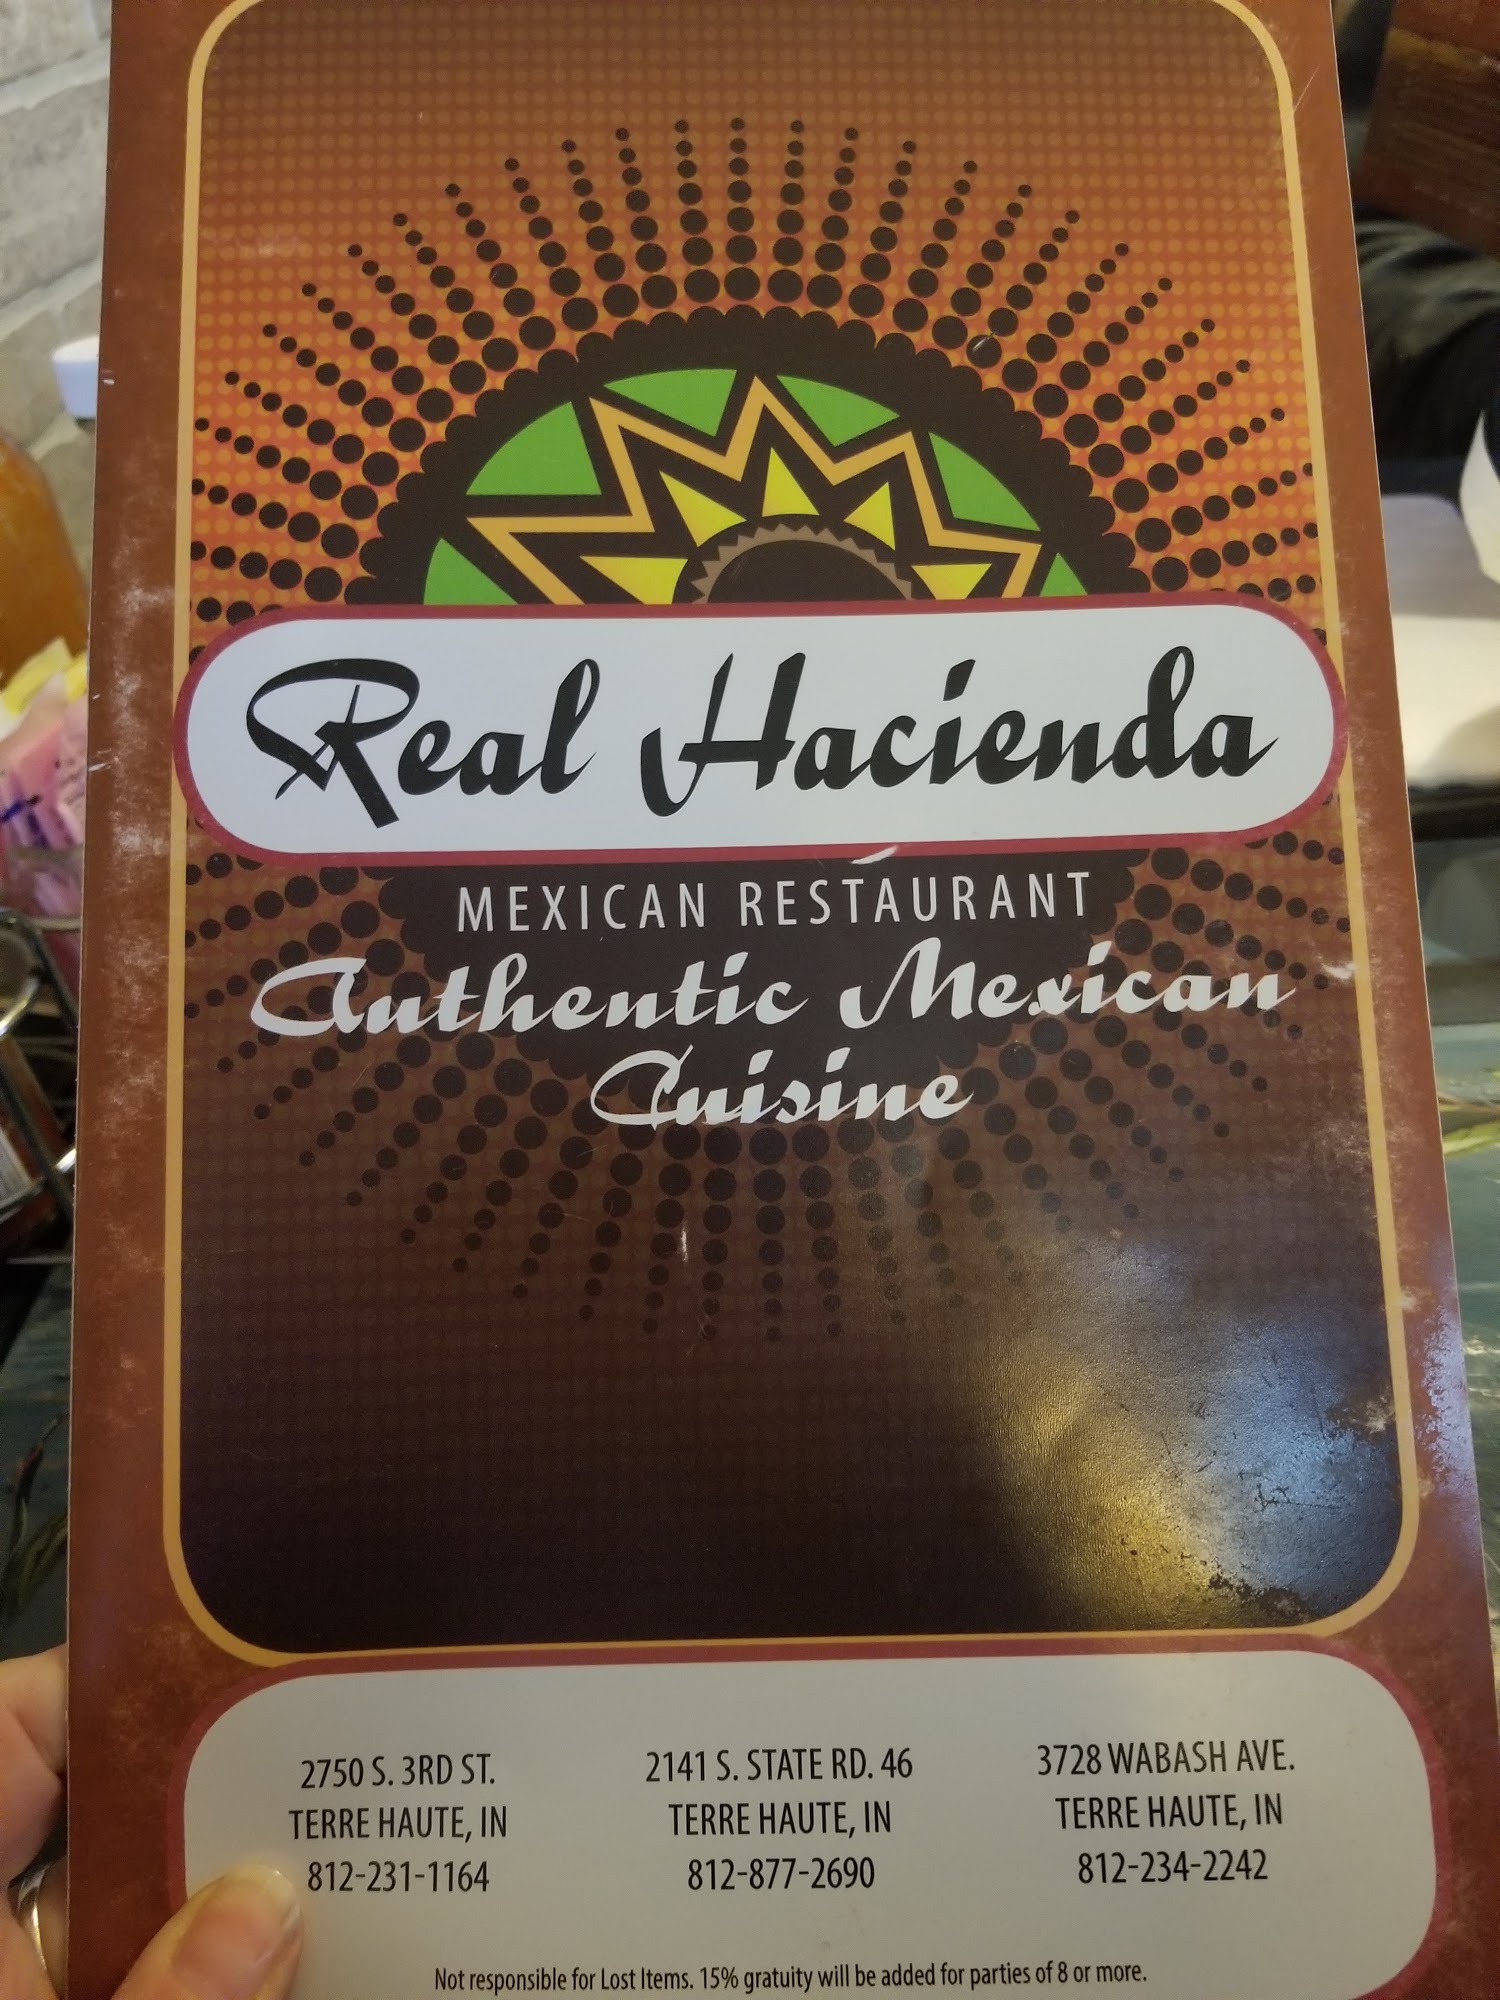 Real Hacienda
MEXICAN RESTAURANT
Authentic Mexican
Cuisine
2750 S. 3RD ST.
TERRE HAUTE, IN
812-231-1164
2141 S. STATE RD. 46
TERRE HAUTE, IN
812-877-2690
3728 WABASH AVE.
TERRE HAUTE, IN
812-234-2242
Not responsible for Lost Items. 15% gratuity will be added for parties of 8 or more.